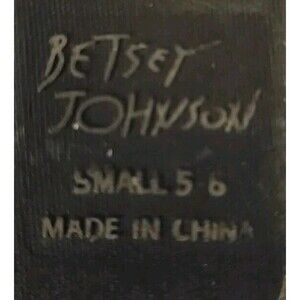 BETSEY
JOHNSON
SMALL 5-6
MADE IN CHINA